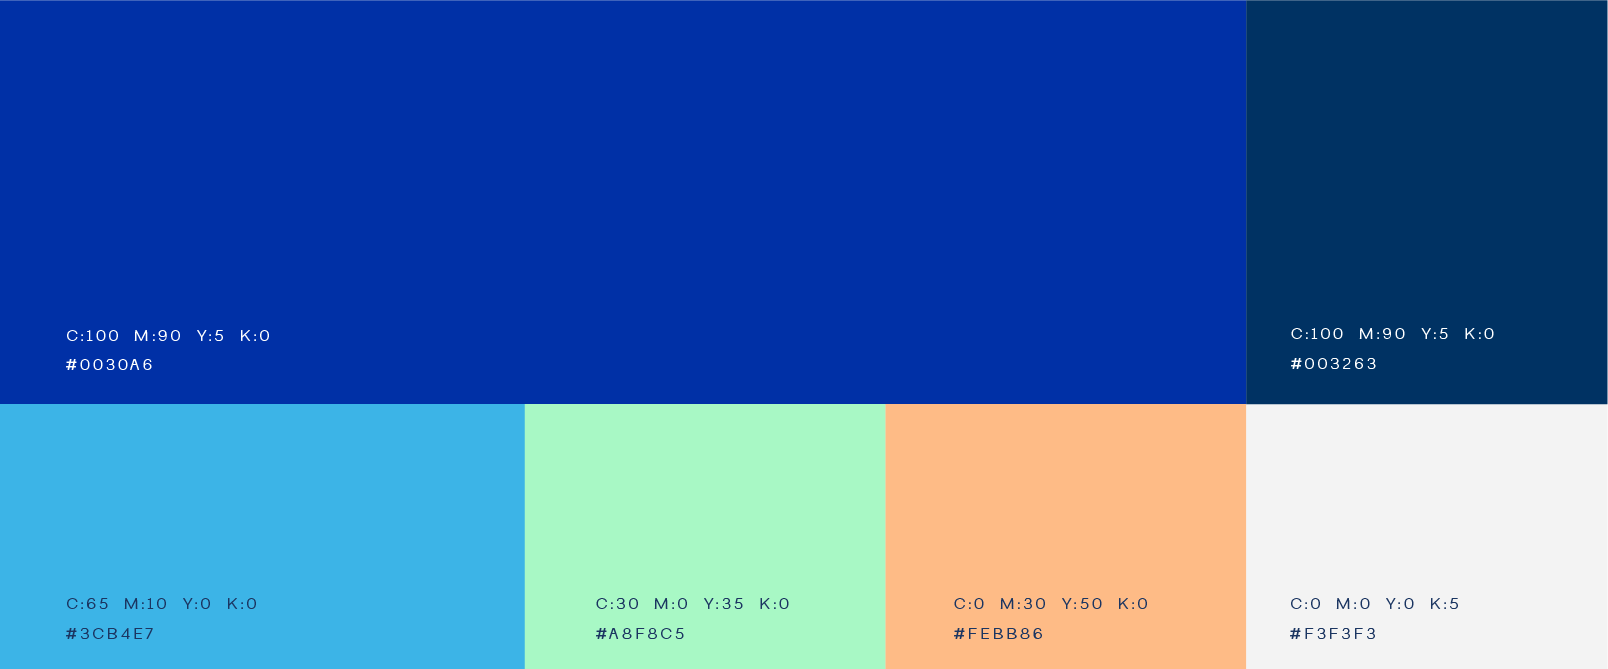 C:100 M:90 Y:5 K:0
#0030A6
C:100 M:90 Y:5 K:0
#003263
C:65 M:10 Y:0 K:0
#3CB4E7
C:30 M:0 Y:35 K:0
#A8F8C5
C:0 M:30 Y:50 K:0
#FEBB86
C:0 M:0 Y:0 K:5
#F3F3F3